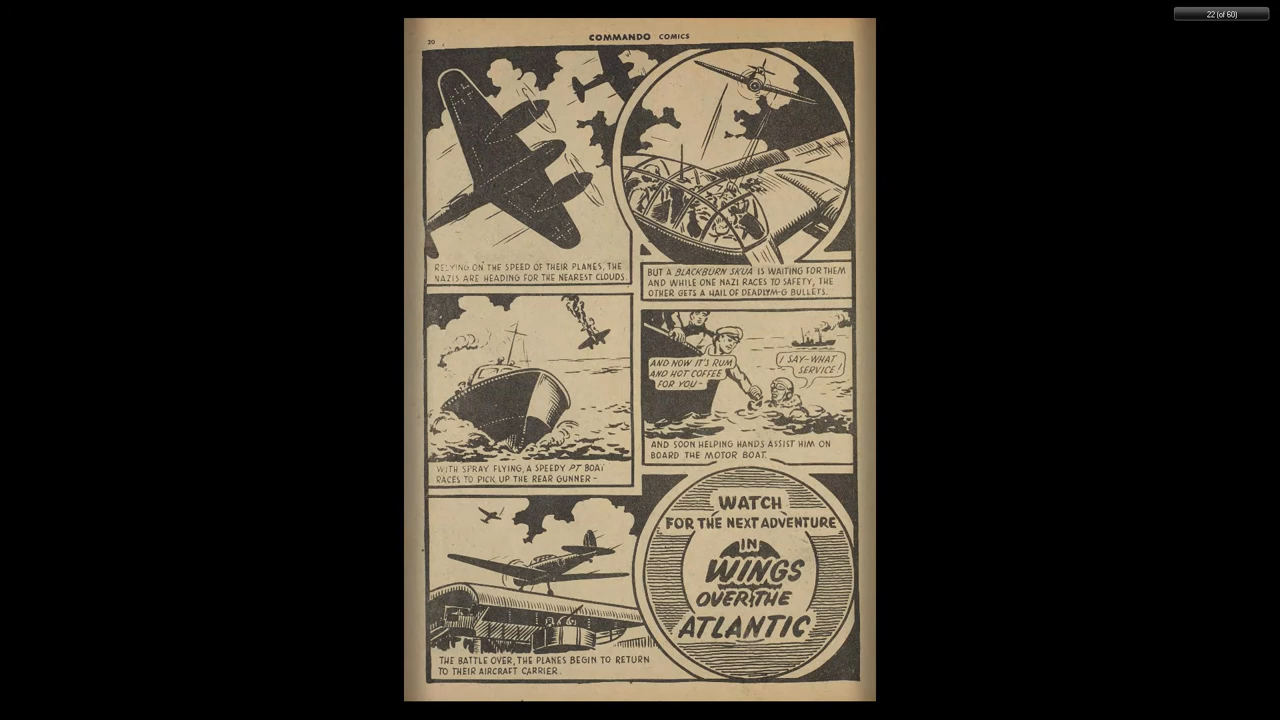 22 (of 60)
20
COMMANDO COMICS
RELYING ON THE SPEED OF THEIR PLANES, THE
NAZIS ARE HEADING FOR THE NEAREST CLOUDS.
BUT A BLACKBURN SKUA IS WAITING FOR THEM
AND WHILE ONE NAZI RACES TO SAFETY, THE
OTHER GETS A HAIL OF DEADLY M-G BULLETS.
WITH SPRAY FLYING, A SPEEDY PT BOAT
RACES TO PICK UP THE REAR GUNNER -
AND NOW IT'S RUM
AND HOT COFFEE
FOR YOU -
I SAY - WHAT
SERVICE!
AND SOON HELPING HANDS ASSIST HIM ON
BOARD THE MOTOR BOAT.
THE BATTLE OVER, THE PLANES BEGIN TO RETURN
TO THEIR AIRCRAFT CARRIER.
WATCH
FOR THE NEXT ADVENTURE
IN
WINGS
OVER THE
ATLANTIC